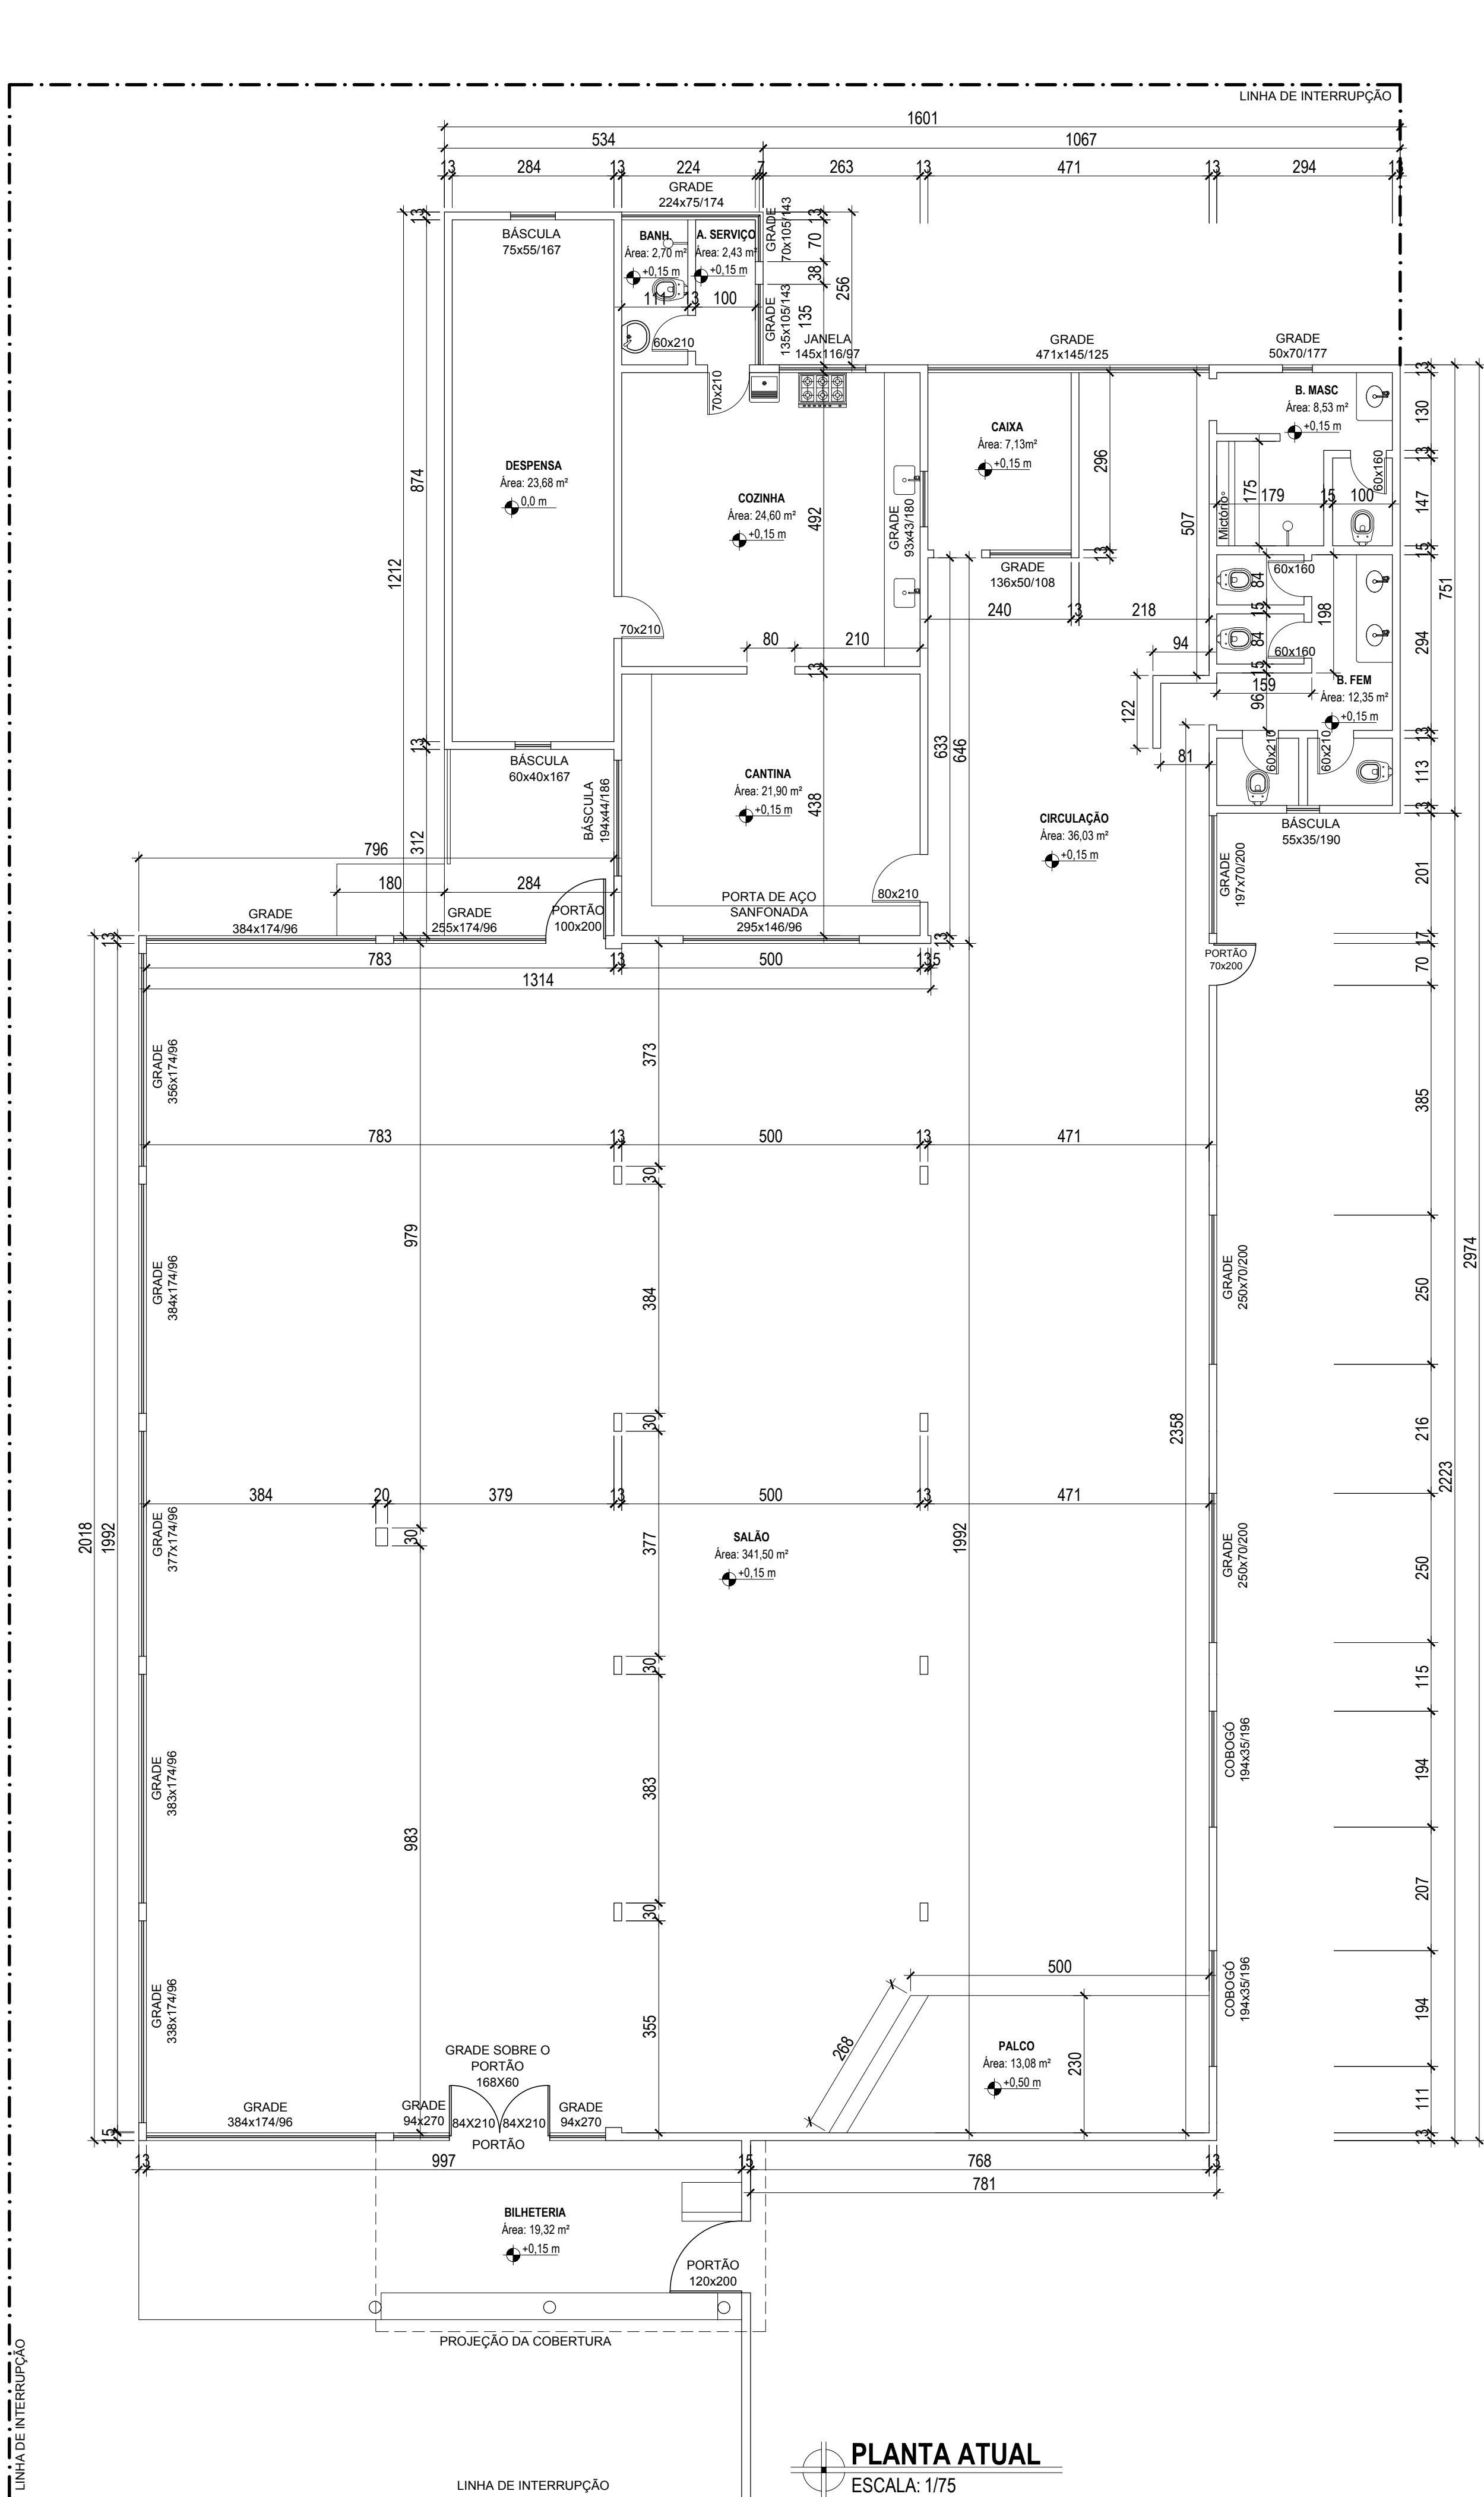 LINHA DE INTERRUPÇÃO
1601
534
1067
13
284
13
224
7
263
13
471
13
294
13
GRADE
224x75/174
GRADE
70x105/143
13
70
38
135
256
GRADE
135x105/143
BÁSCULA
75x55/167
BANH.
Área: 2,70 m²
+0,15 m
A. SERVIÇO
Área: 2,43 m²
+0,15 m
111
13
100
60x210
70x210
JANELA
145x116/97
GRADE
471x145/125
GRADE
50x70/177
B. MASC
Área: 8,53 m²
+0,15 m
CAIXA
Área: 7,13m²
+0,15 m
DESPENSA
Área: 23,68 m²
0,0 m
COZINHA
Área: 24,60 m²
+0,15 m
GRADE
93x43/180
GRADE
136x50/108
296
13
507
492
13
874
1212
13
13
312
175
Mictório
179
15
100
60x160
60x160
84
15
84
15
96
198
60x160
159
B. FEM
Área: 12,35 m²
+0,15 m
60x210
60x210
13
130
13
147
15
294
13
113
13
751
240
13
218
94
122
81
70x210
80
210
633
646
13
BÁSCULA
60x40x167
BÁSCULA
194x44/186
CANTINA
Área: 21,90 m²
+0,15 m
438
CIRCULAÇÃO
Área: 36,03 m²
+0,15 m
BÁSCULA
55x35/190
GRADE
197x70/200
201
17
70
796
180
284
GRADE
384x174/96
GRADE
255x174/96
PORTÃO
100x200
PORTA DE AÇO
SANFONADA
295x146/96
80x210
PORTÃO
70x200
783
13
500
13
5
1314
13
GRADE
356x174/96
373
385
783
13
500
13
471
30
979
GRADE
384x174/96
384
GRADE
250x70/200
250
2974
30
2358
216
2223
384
20
379
13
500
13
471
2018
1992
GRADE
377x174/96
30
377
SALÃO
Área: 341,50 m²
+0,15 m
1992
GRADE
250x70/200
250
30
115
GRADE
383x174/96
383
COBOGÓ
194x35/196
194
983
207
30
500
GRADE
338x174/96
355
268
PALCO
Área: 13,08 m²
+0,50 m
230
COBOGÓ
194x35/196
194
111
13
GRADE SOBRE O
PORTÃO
168X60
GRADE
384x174/96
GRADE
94x270
84X210
84X210
GRADE
94x270
PORTÃO
15
13
997
15
768
13
781
BILHETERIA
Área: 19,32 m²
+0,15 m
PORTÃO
120x200
PROJEÇÃO DA COBERTURA
LINHA DE INTERRUPÇÃO
LINHA DE INTERRUPÇÃO
PLANTA ATUAL
ESCALA: 1/75